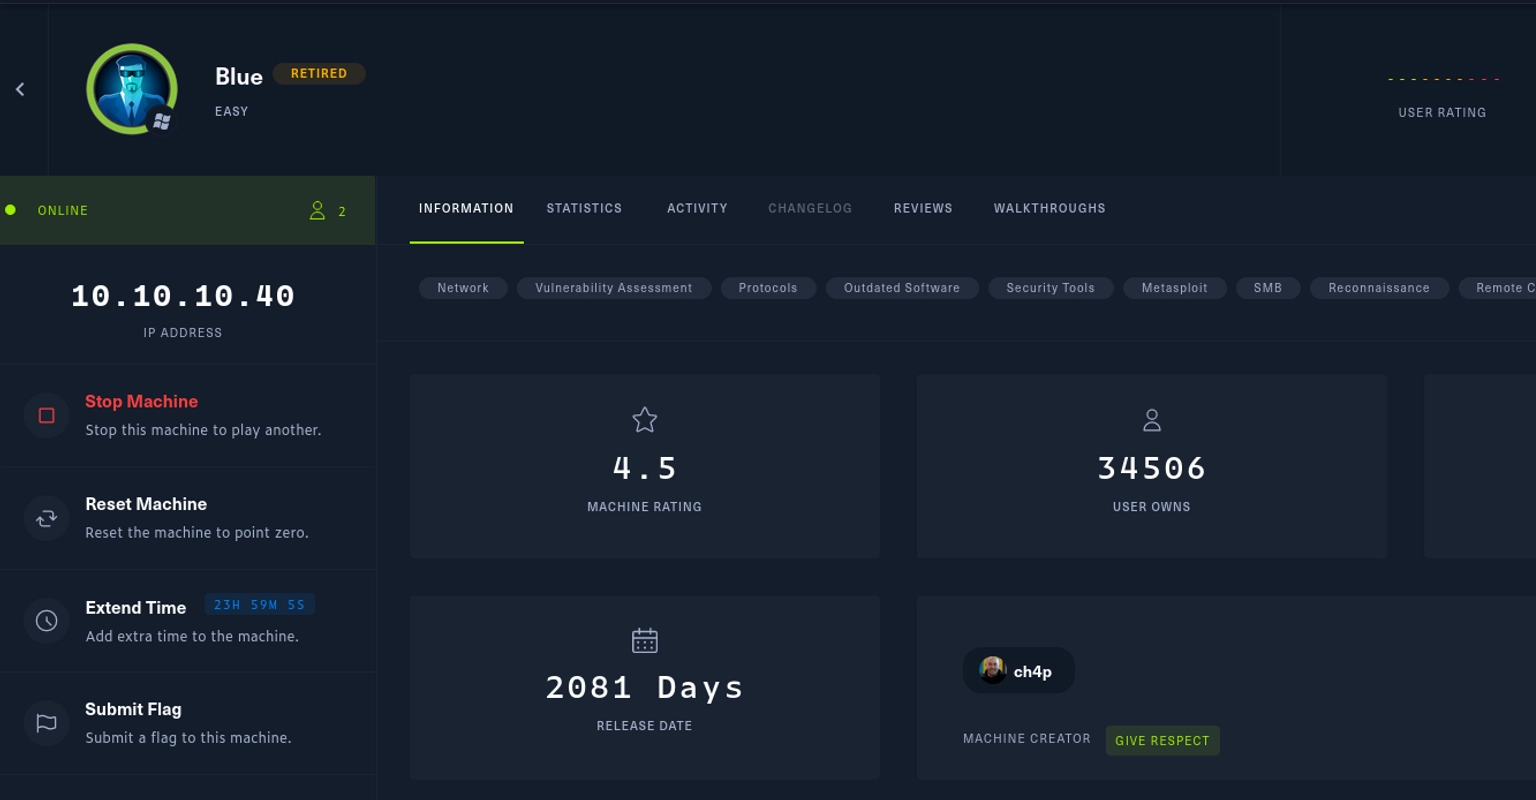 Blue RETIRED
EASY
---------- 
USER RATING
ONLINE 2
10.10.10.40
IP ADDRESS
Stop Machine
Stop this machine to play another.
Reset Machine
Reset the machine to point zero.
Extend Time 23H 59M 5S
Add extra time to the machine.
Submit Flag
Submit a flag to this machine.
INFORMATION STATISTICS ACTIVITY CHANGELOG REVIEWS WALKTHROUGHS
Network Vulnerability Assessment Protocols Outdated Software Security Tools Metasploit SMB Reconnaissance Remote C
4.5
MACHINE RATING
34506
USER OWNS
2081 Days
RELEASE DATE
ch4p
MACHINE CREATOR GIVE RESPECT